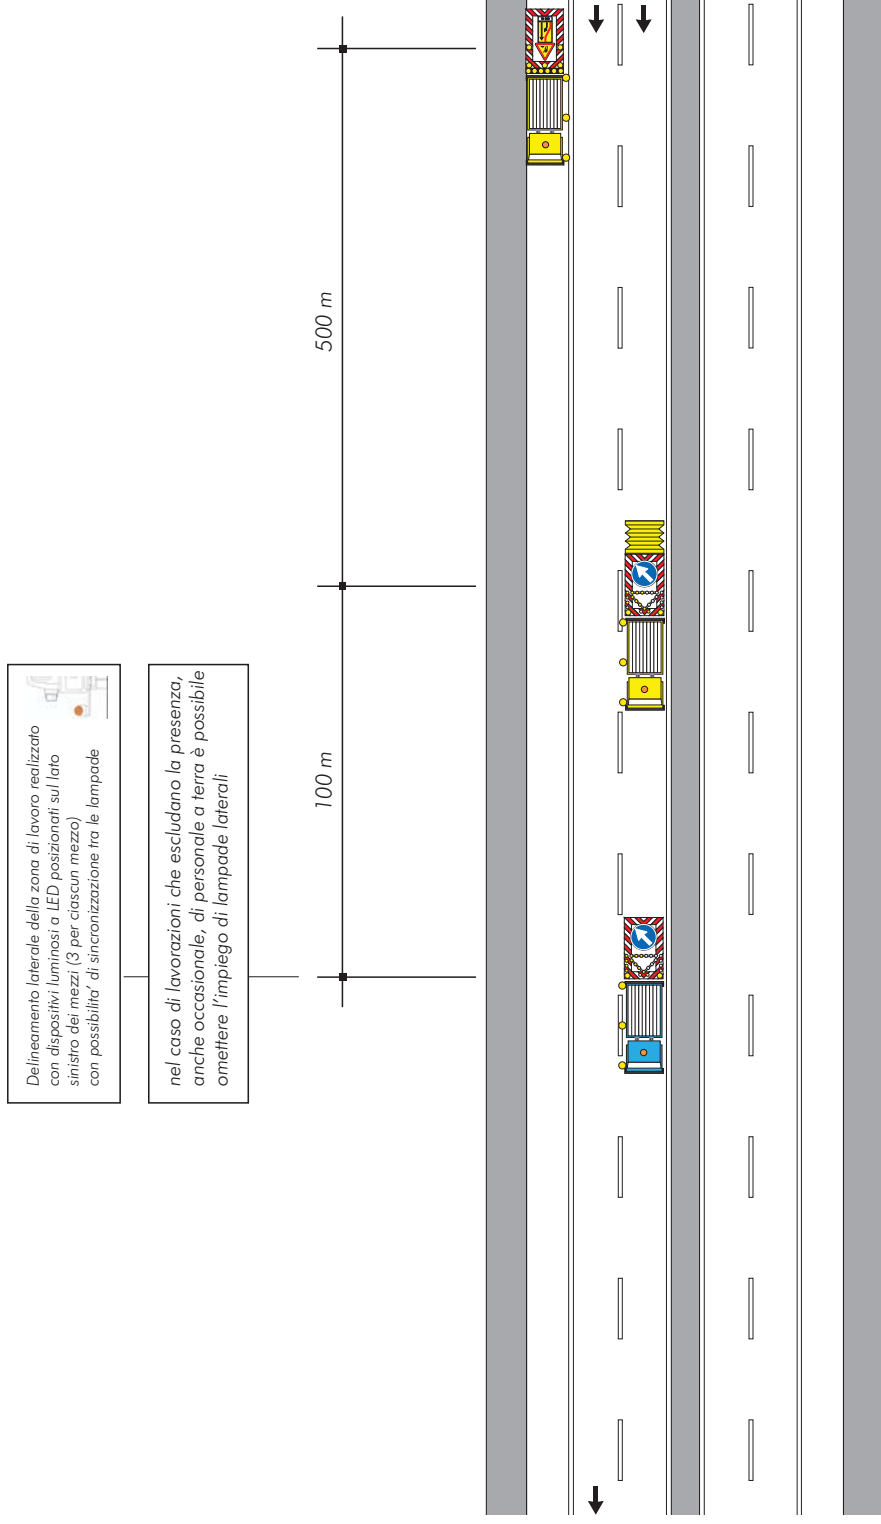 Delineamento laterale della zona di lavoro realizzato
con dispositivi luminosi a LED posizionati sul lato
sinistro dei mezzi (3 per ciascun mezzo)
con possibilita' di sincronizzazione tra le lampade
nel caso di lavorazioni che escludano la presenza,
anche occasionale, di personale a terra è possibile
omettere l'impiego di lampade laterali
100 m
500 m